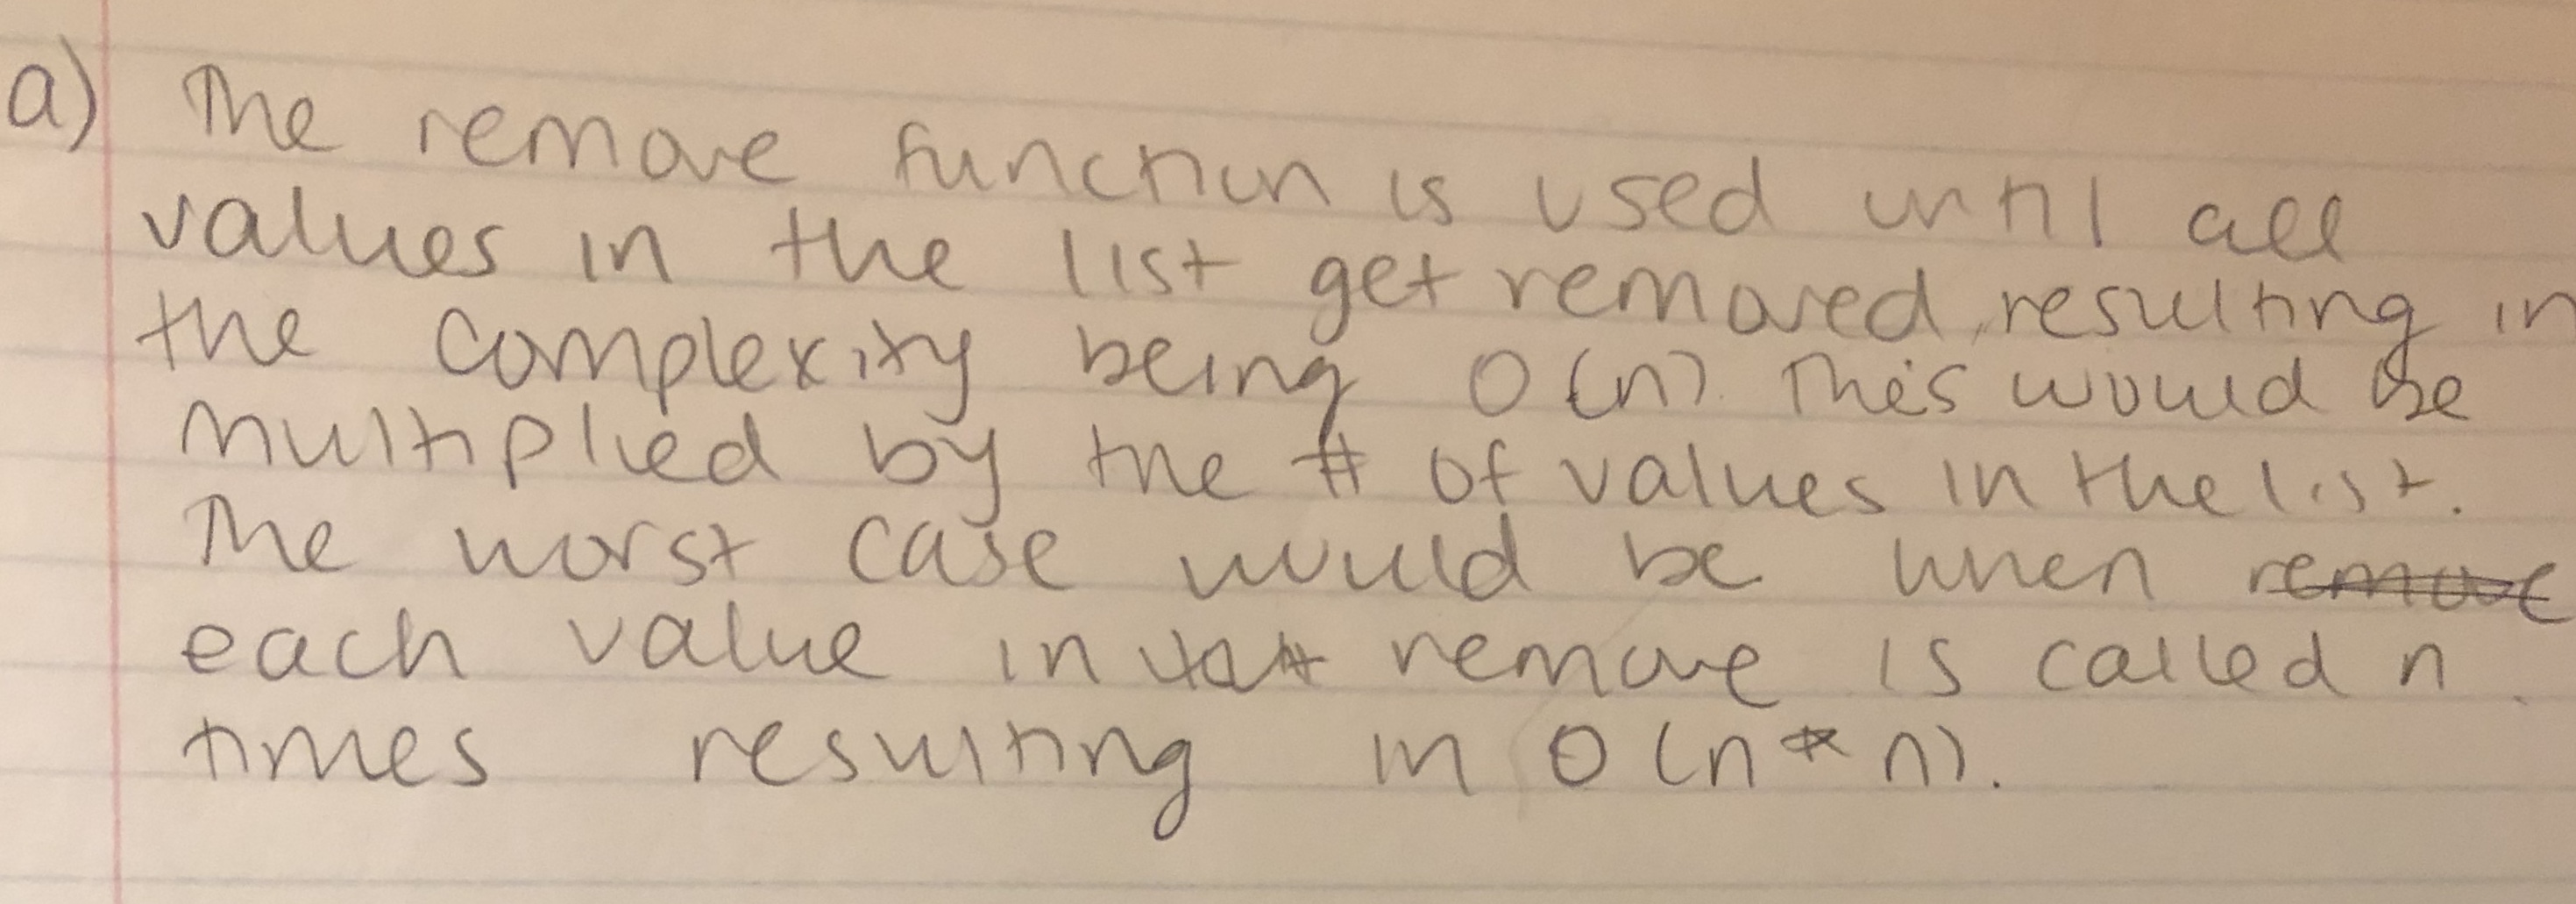 a) The remove function is used until all
values in the list get removed, resulting in
the complexity being O(n). This would be
multiplied by the # of values in the list.
The worst case would be when remove
each value in remove is called n
times resulting in O(n*n).